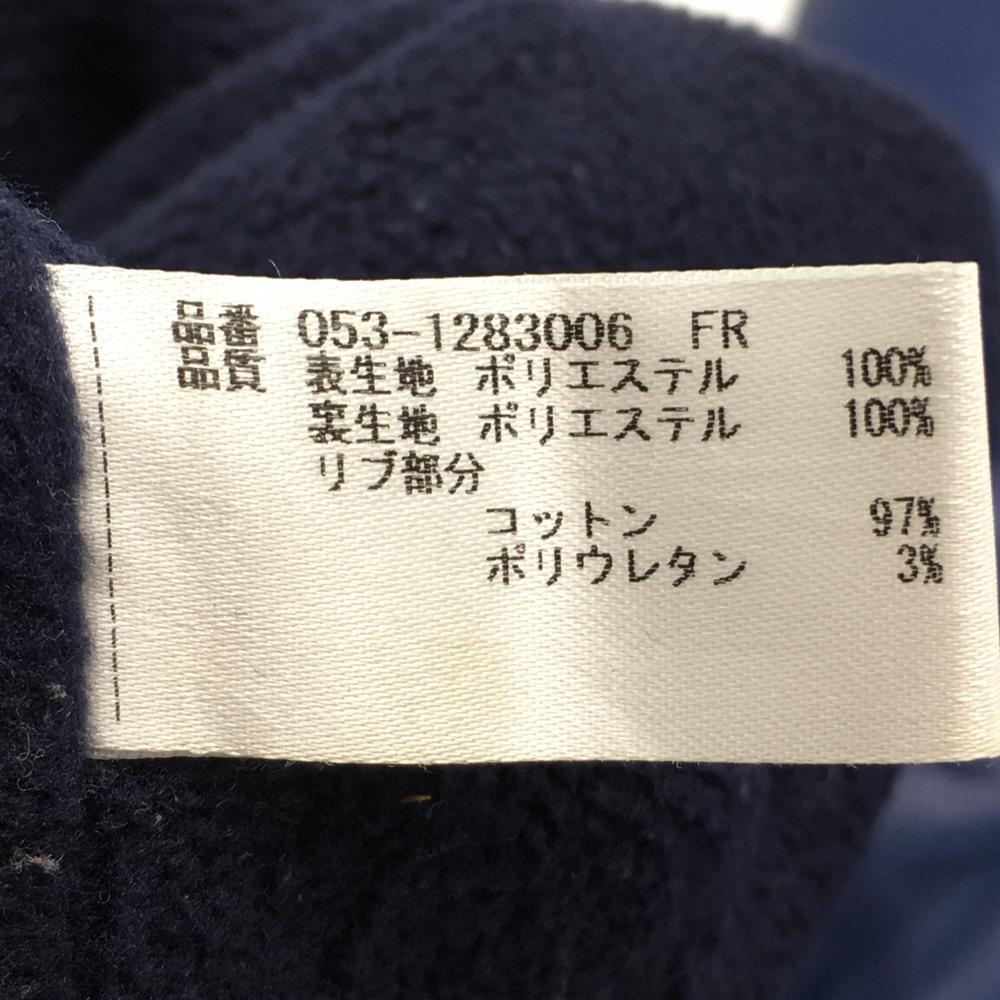 品番 053-1283006 FR
品質 表生地 ポリエステル 100%
裏生地 ポリエステル 100%
リブ部分
コットン 97%
ポリウレタン 3%